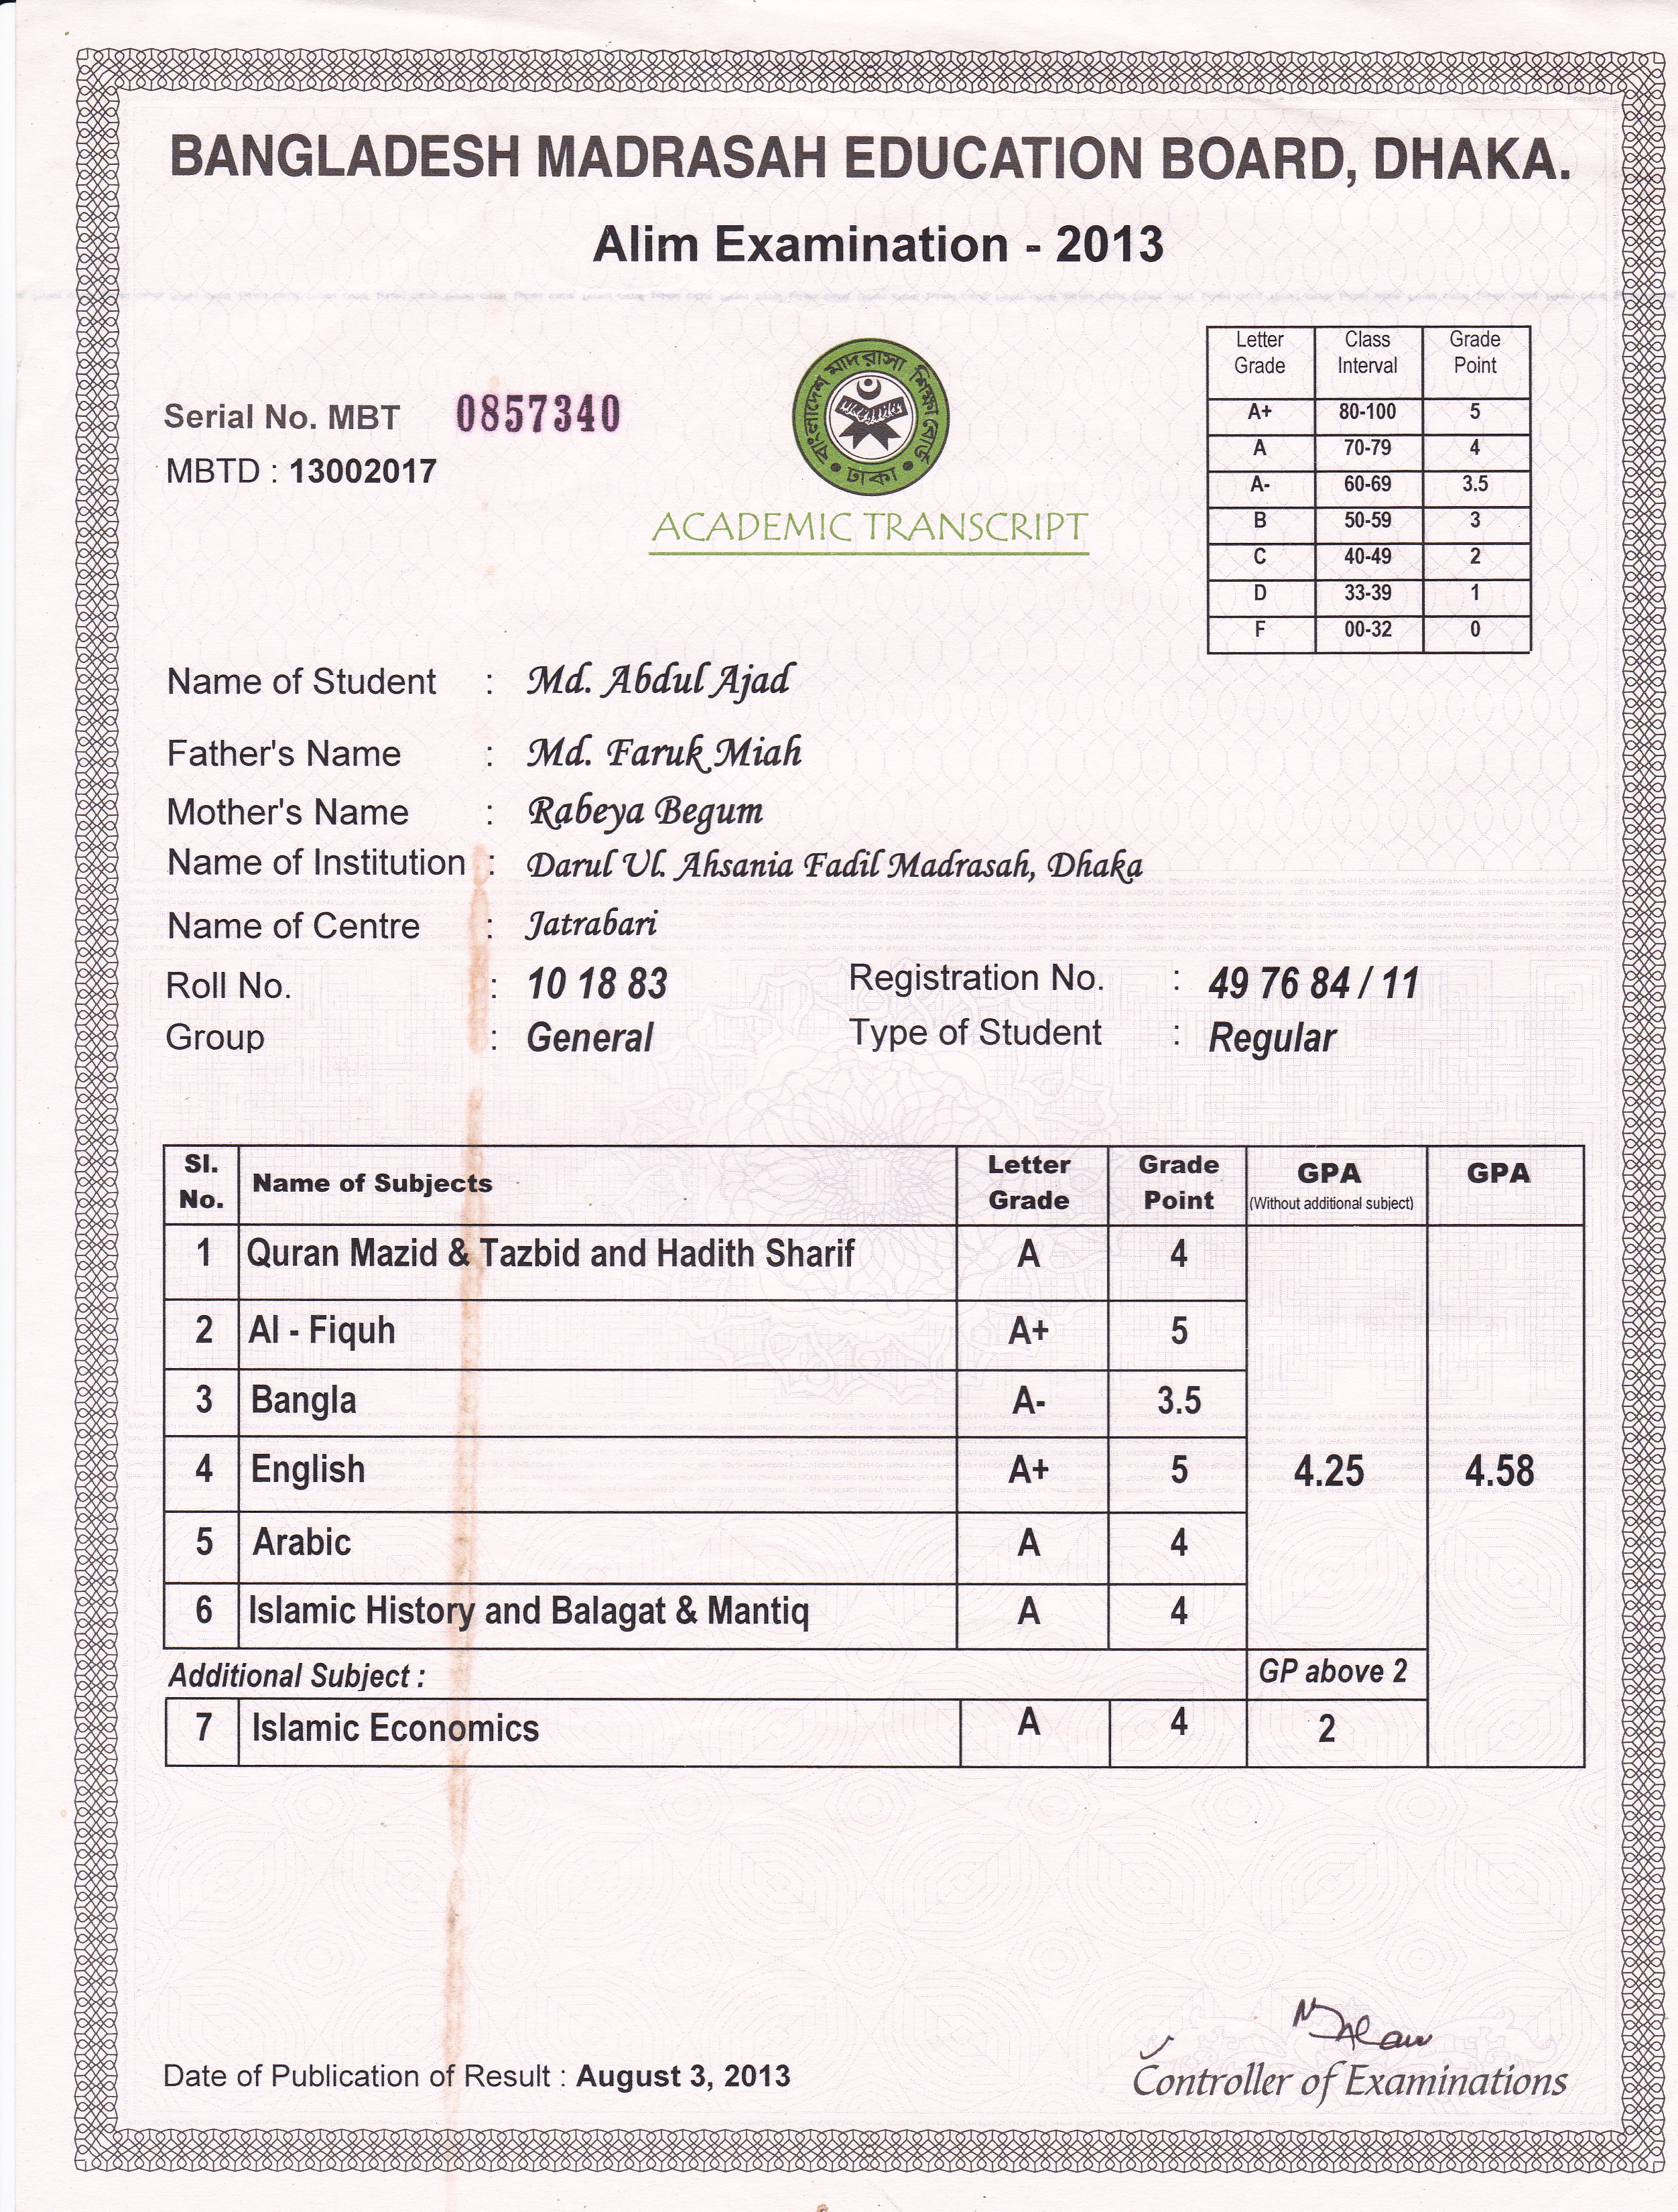 BANGLADESH MADRASAH EDUCATION BOARD, DHAKA.
Alim Examination - 2013
Serial No. MBT 0857340
MBTD : 13002017
বাংলাদেশ মাদরাসা শিক্ষা বোর্ড
ঢাকা
ACADEMIC TRANSCRIPT
Letter Grade Class Interval Grade Point
A+ 80-100 5
A 70-79 4
A- 60-69 3.5
B 50-59 3
C 40-49 2
D 33-39 1
F 00-32 0
Name of Student : Md. Abdul Ajad
Father's Name : Md. Faruk Miah
Mother's Name : Rabeya Begum
Name of Institution : Darul Ul. Ahsania Fadil Madrasah, Dhaka
Name of Centre : Jatrabari
Roll No. : 10 18 83 Registration No. : 49 76 84 / 11
Group : General Type of Student : Regular
Sl. No. Name of Subjects Letter Grade Grade Point GPA (Without additional subject) GPA
1 Quran Mazid & Tazbid and Hadith Sharif A 4
2 Al - Fiquh A+ 5
3 Bangla A- 3.5
4 English A+ 5 4.25 4.58
5 Arabic A 4
6 Islamic History and Balagat & Mantiq A 4
Additional Subject : GP above 2
7 Islamic Economics A 4 2
Date of Publication of Result : August 3, 2013
Controller of Examinations